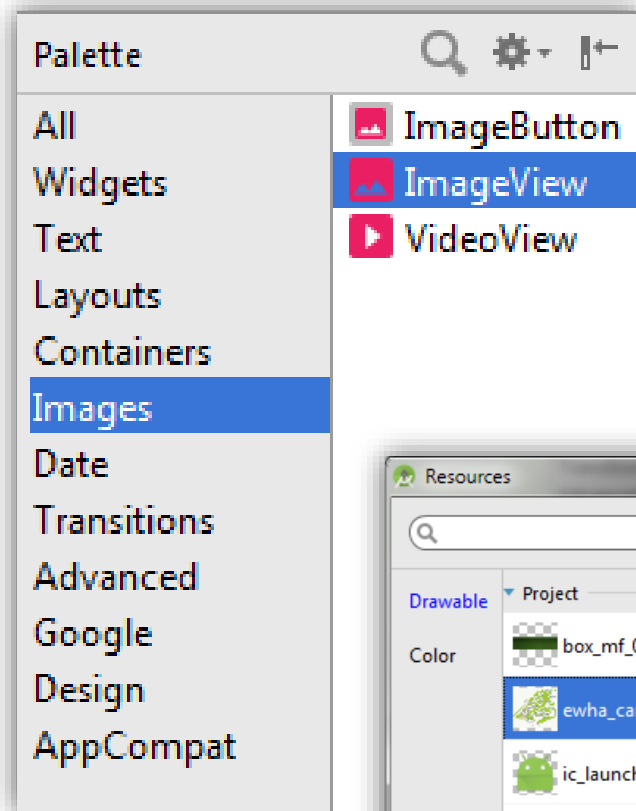 Palette
All
Widgets
Text
Layouts
Containers
Images
Date
Transitions
Advanced
Google
Design
AppCompat
ImageButton
ImageView
VideoView
Resources
Drawable
Color
Project